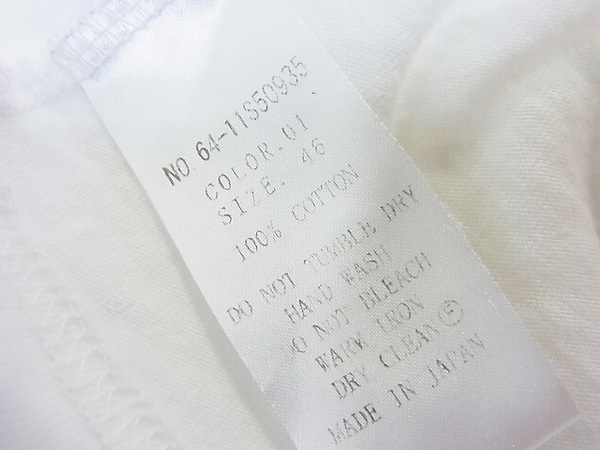 NO 64-11S50935
COLOR.01
SIZE. 46
100% COTTON
DO NOT TUMBLE DRY
HAND WASH
DO NOT BLEACH
WARM IRON
DRY CLEAN Ⓕ
MADE IN JAPAN